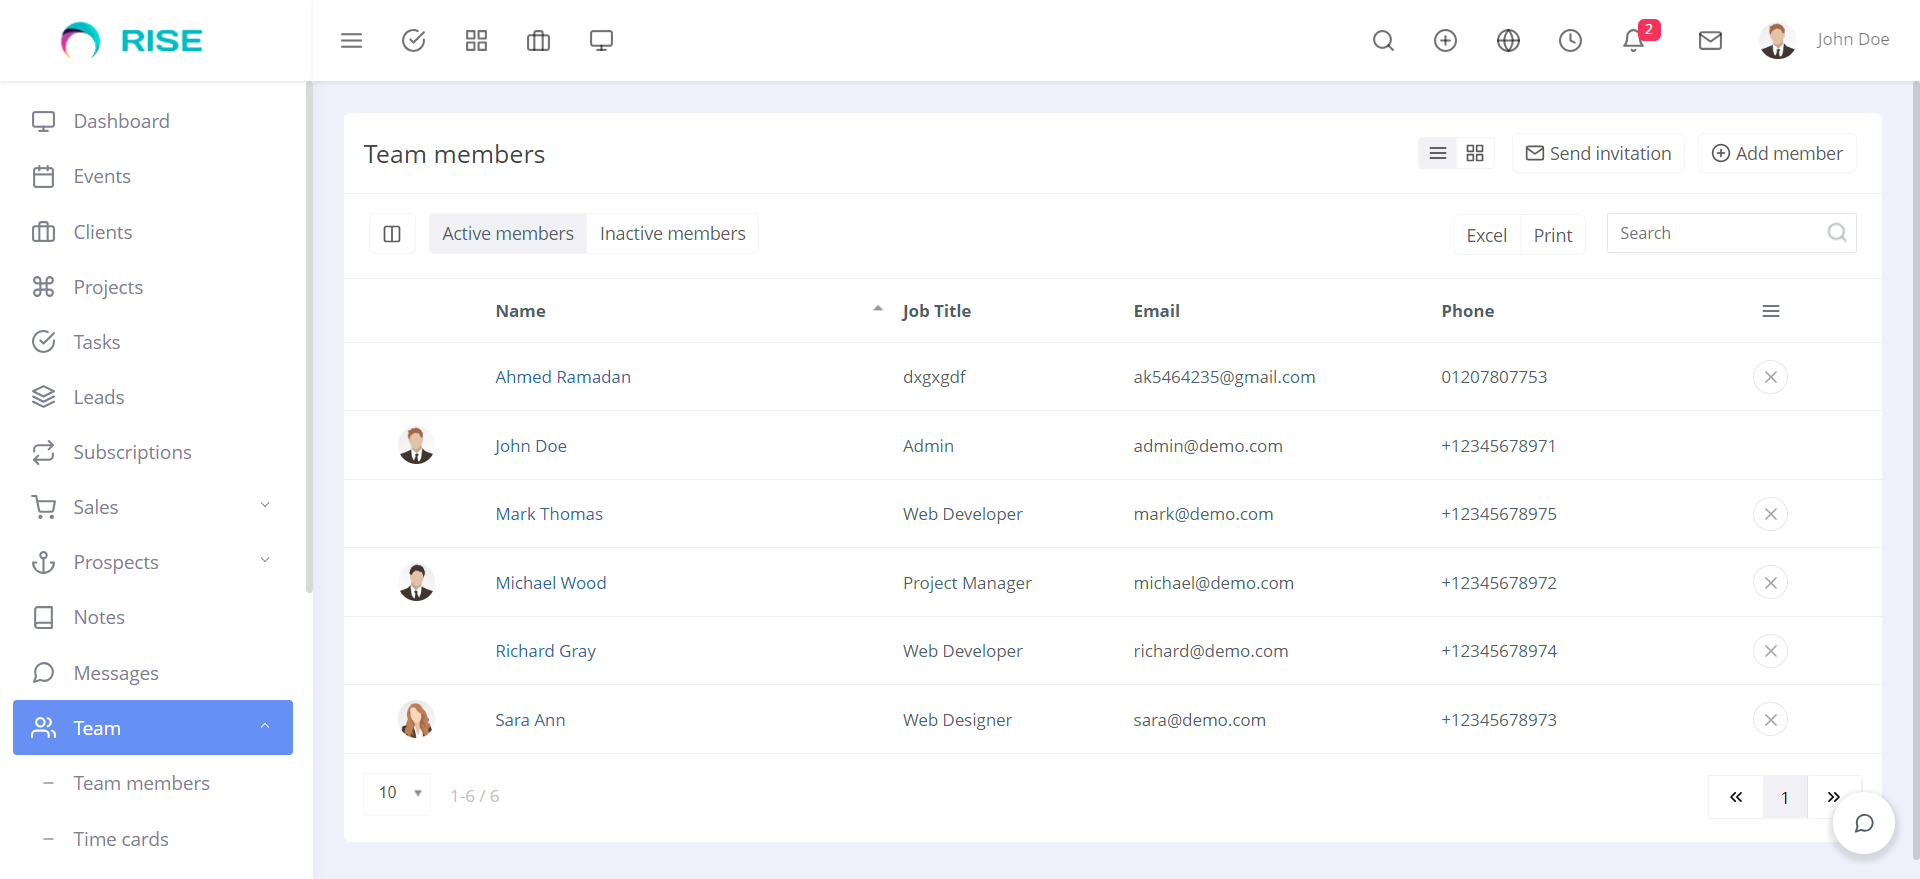 RISE
2
John Doe
Dashboard
Events
Clients
Projects
Tasks
Leads
Subscriptions
Sales
Prospects
Notes
Messages
Team
Team members
Time cards
Team members
Send invitation
Add member
Active members
Inactive members
Excel
Print
Search
Name Job Title Email Phone
Ahmed Ramadan dxgxgdf ak5464235@gmail.com 01207807753
John Doe Admin admin@demo.com +12345678971
Mark Thomas Web Developer mark@demo.com +12345678975
Michael Wood Project Manager michael@demo.com +12345678972
Richard Gray Web Developer richard@demo.com +12345678974
Sara Ann Web Designer sara@demo.com +12345678973
10
1-6 / 6
« 1 »